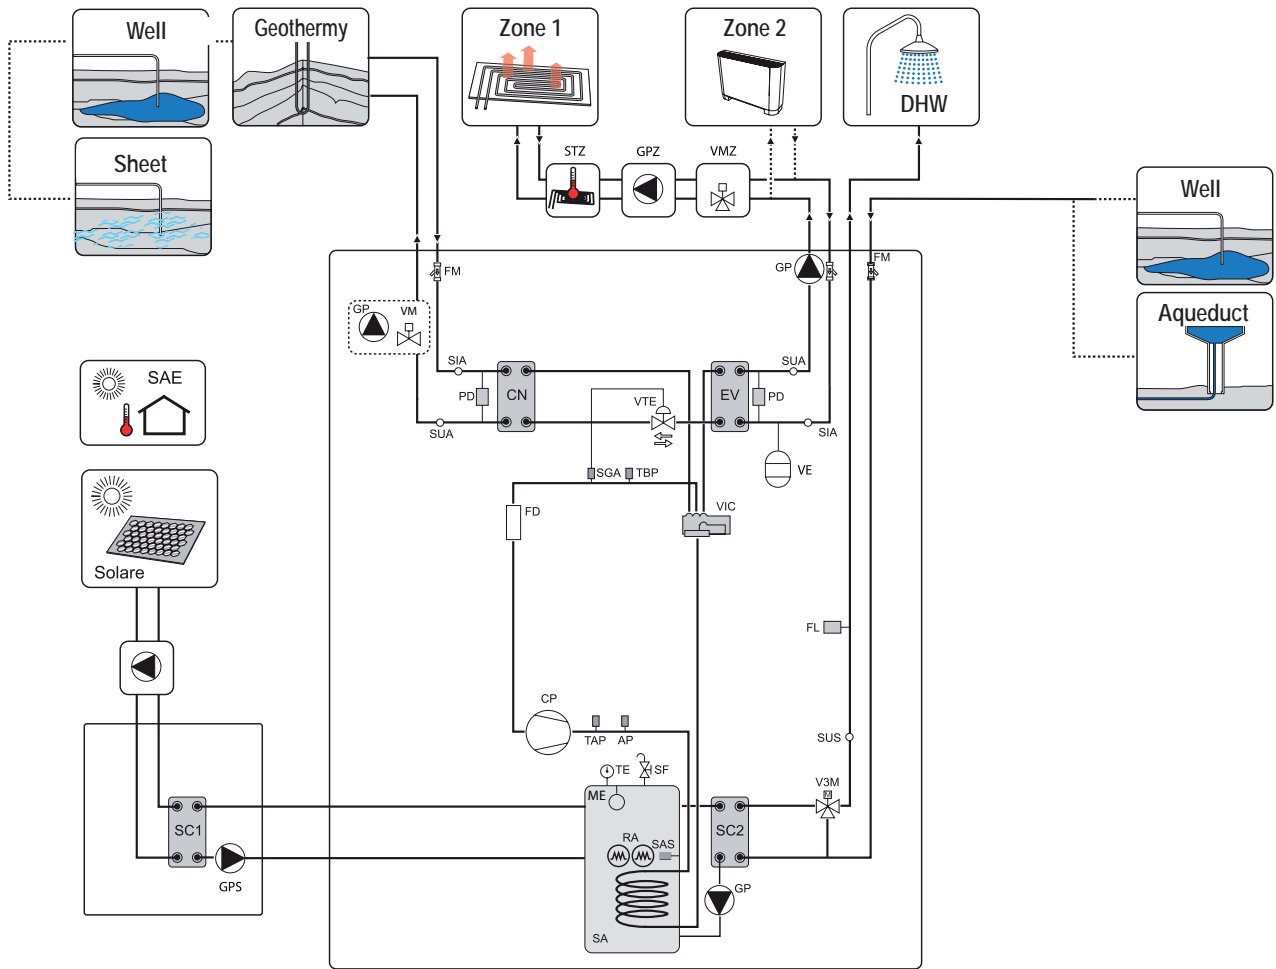 Well
Geothermy
Zone 1
Zone 2
DHW
Sheet
STZ
GPZ
VMZ
Well
FM
GP
FM
GP
VM
Aqueduct
SIA
SUA
SAE
PD
CN
VTE
EV
PD
SUA
SIA
SGA
TBP
VE
FD
VIC
Solare
FL
CP
TAP
AP
SUS
TE
SF
V3M
M
ME
SC1
RA
SAS
SC2
GPS
GP
SA